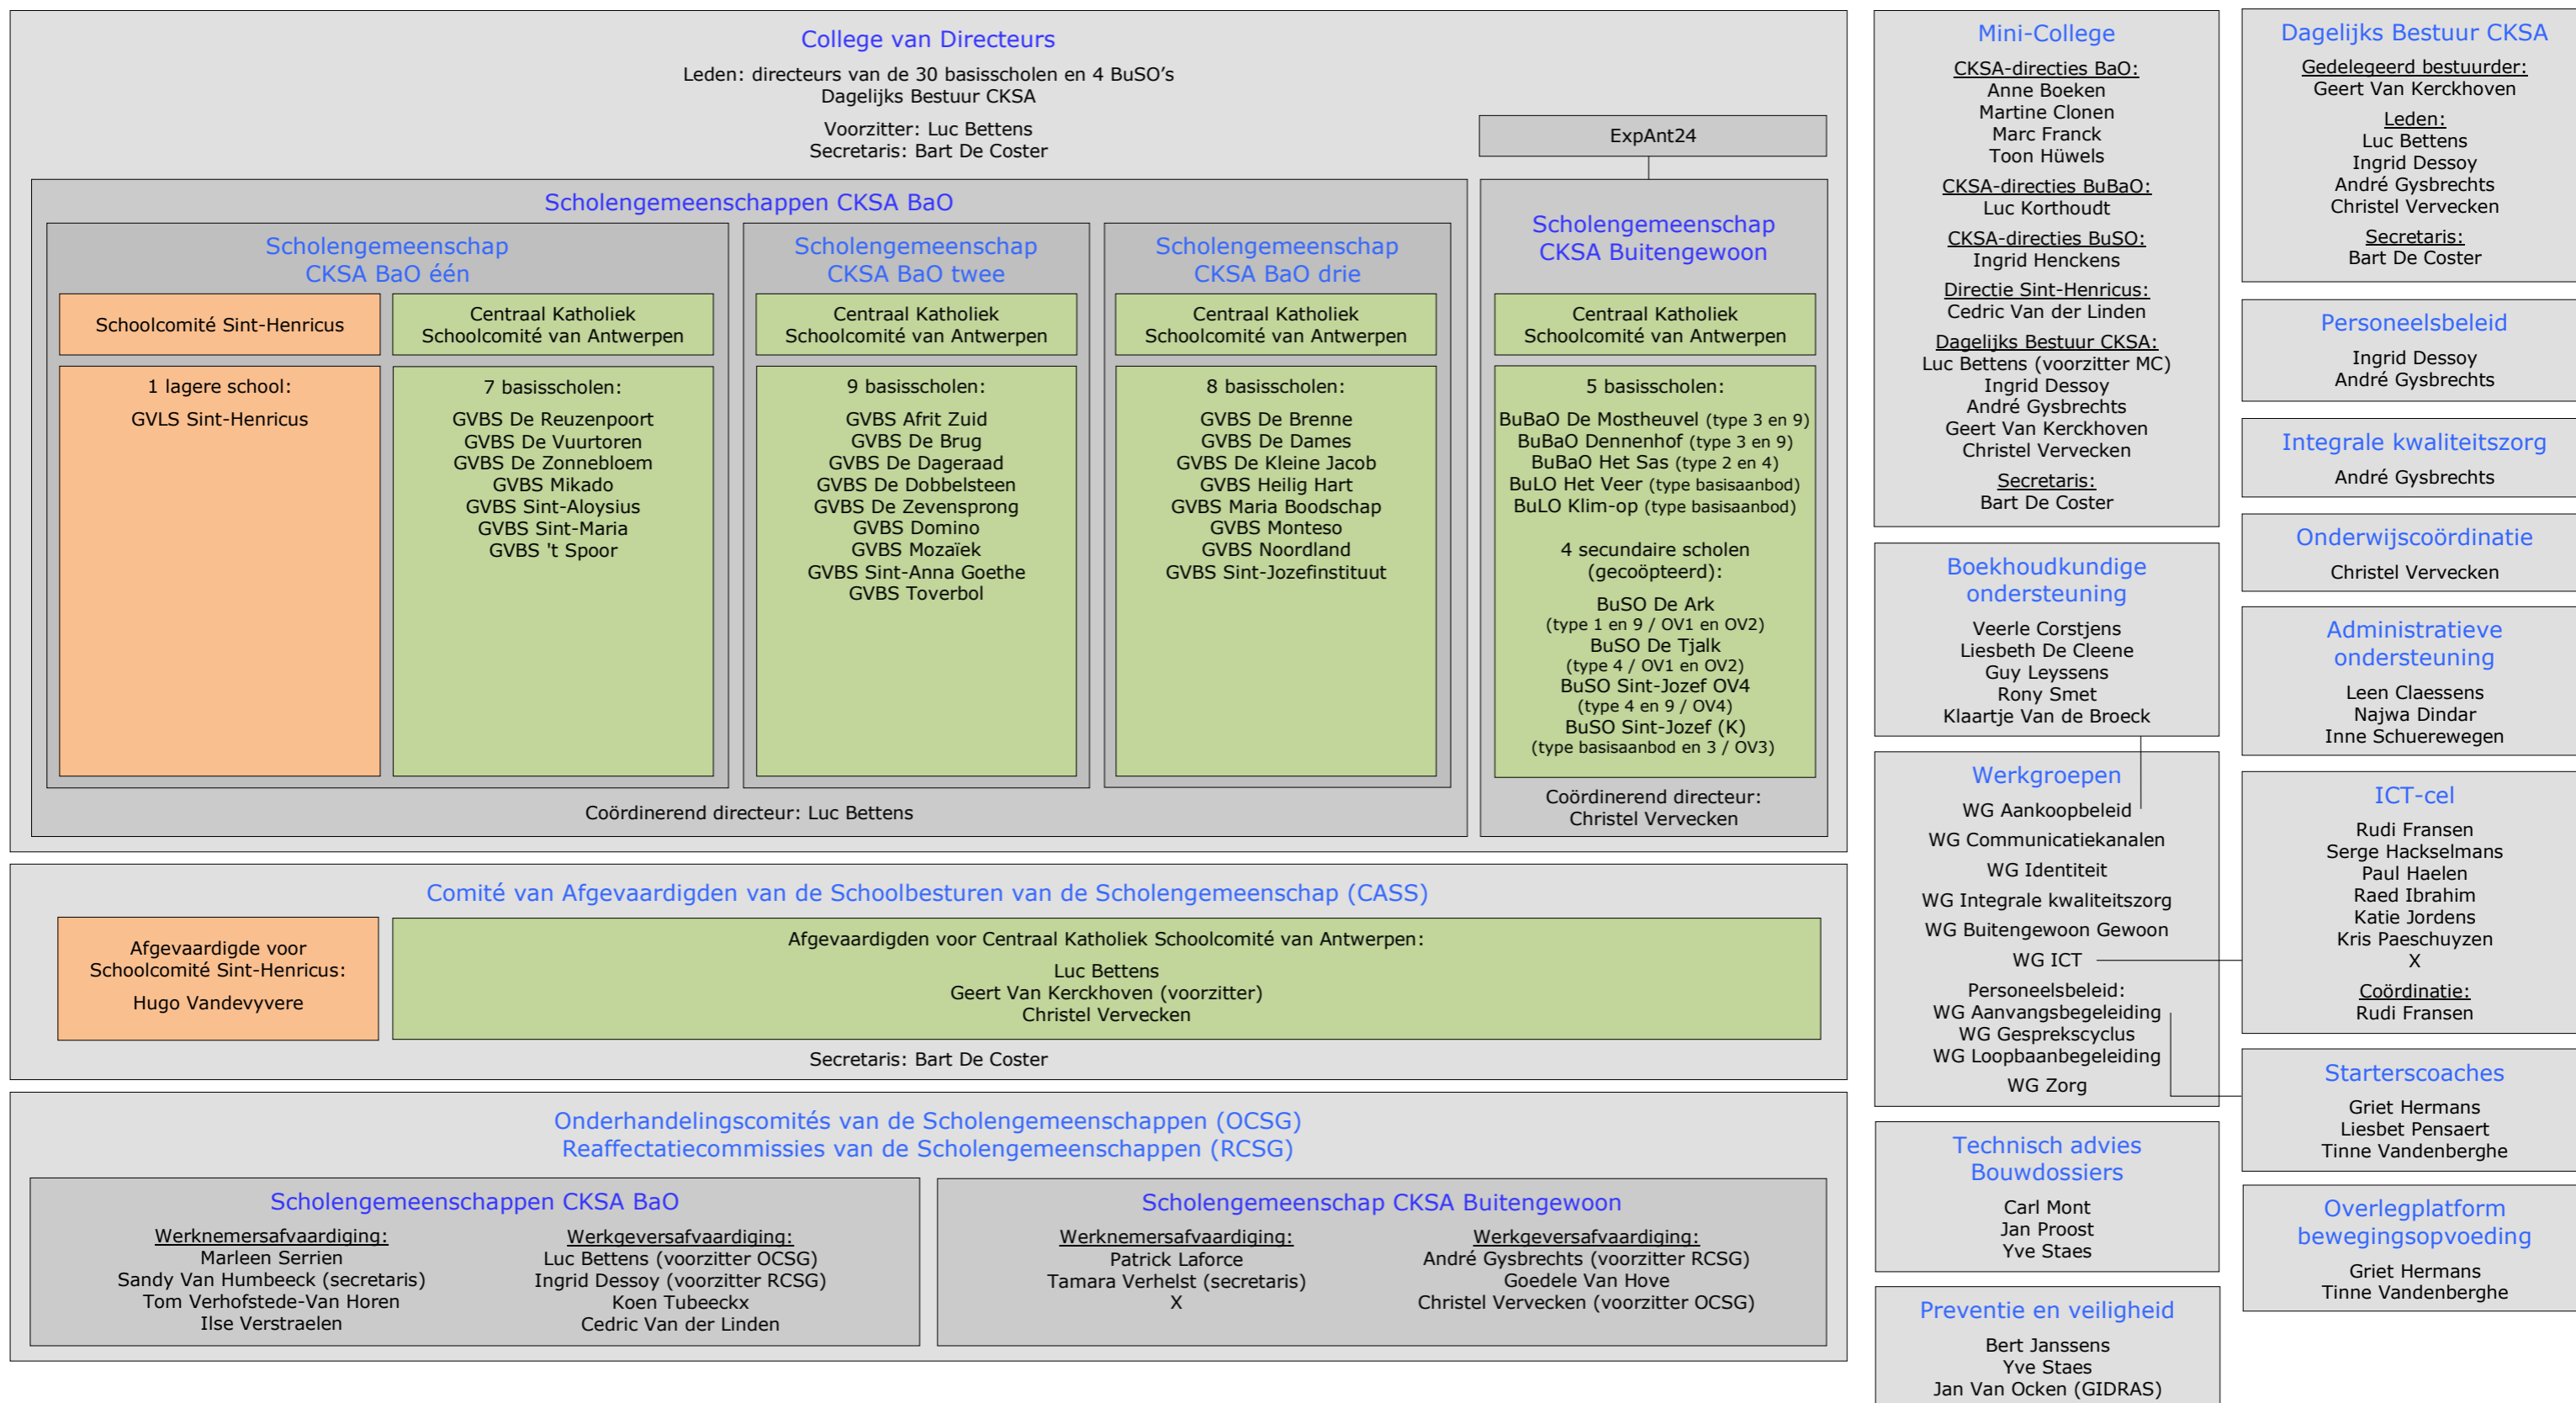 College van Directeurs
Leden: directeurs van de 30 basisscholen en 4 BuSO's
Dagelijks Bestuur CKSA
Voorzitter: Luc Bettens
Secretaris: Bart De Coster
ExpAnt24
Scholengemeenschappen CKSA BaO
Scholengemeenschap
CKSA BaO één
Schoolcomité Sint-Henricus
1 lagere school:
GVLS Sint-Henricus
Centraal Katholiek
Schoolcomité van Antwerpen
7 basisscholen:
GVBS De Reuzenpoort
GVBS De Vuurtoren
GVBS De Zonnebloem
GVBS Mikado
GVBS Sint-Aloysius
GVBS Sint-Maria
GVBS 't Spoor
Scholengemeenschap
CKSA BaO twee
Centraal Katholiek
Schoolcomité van Antwerpen
9 basisscholen:
GVBS Afrit Zuid
GVBS De Brug
GVBS De Dageraad
GVBS De Dobbelsteen
GVBS De Zevensprong
GVBS Domino
GVBS Mozaïek
GVBS Sint-Anna Goethe
GVBS Toverbol
Scholengemeenschap
CKSA BaO drie
Centraal Katholiek
Schoolcomité van Antwerpen
8 basisscholen:
GVBS De Brenne
GVBS De Dames
GVBS De Kleine Jacob
GVBS Heilig Hart
GVBS Maria Boodschap
GVBS Monteso
GVBS Noordland
GVBS Sint-Jozefinstituut
Coördinerend directeur: Luc Bettens
Scholengemeenschap
CKSA Buitengewoon
Centraal Katholiek
Schoolcomité van Antwerpen
5 basisscholen:
BuBaO De Mostheuvel (type 3 en 9)
BuBaO Dennenhof (type 3 en 9)
BuBaO Het Sas (type 2 en 4)
BuLO Het Veer (type basisaanbod)
BuLO Klim-op (type basisaanbod)
4 secundaire scholen
(gecoöpteerd):
BuSO De Ark
(type 1 en 9 / OV1 en OV2)
BuSO De Tjalk
(type 4 / OV1 en OV2)
BuSO Sint-Jozef OV4
(type 4 en 9 / OV4)
BuSO Sint-Jozef (K)
(type basisaanbod en 3 / OV3)
Coördinerend directeur:
Christel Vervecken
Comité van Afgevaardigden van de Schoolbesturen van de Scholengemeenschap (CASS)
Afgevaardigde voor
Schoolcomité Sint-Henricus:
Hugo Vandevyvere
Afgevaardigden voor Centraal Katholiek Schoolcomité van Antwerpen:
Luc Bettens
Geert Van Kerckhoven (voorzitter)
Christel Vervecken
Secretaris: Bart De Coster
Onderhandelingscomités van de Scholengemeenschappen (OCSG)
Reaffectatiecommissies van de Scholengemeenschappen (RCSG)
Scholengemeenschappen CKSA BaO
Werknemersafvaardiging:
Marleen Serrien
Sandy Van Humbeeck (secretaris)
Tom Verhofstede-Van Horen
Ilse Verstraelen
Werkgeversafvaardiging:
Luc Bettens (voorzitter OCSG)
Ingrid Dessoy (voorzitter RCSG)
Koen Tubeeckx
Cedric Van der Linden
Scholengemeenschap CKSA Buitengewoon
Werknemersafvaardiging:
Patrick Laforce
Tamara Verhelst (secretaris)
X
Werkgeversafvaardiging:
André Gysbrechts (voorzitter RCSG)
Goedele Van Hove
Christel Vervecken (voorzitter OCSG)
Mini-College
CKSA-directies BaO:
Anne Boeken
Martine Clonen
Marc Franck
Toon Hüwels
CKSA-directies BuBaO:
Luc Korthoudt
CKSA-directies BuSO:
Ingrid Henckens
Directie Sint-Henricus:
Cedric Van der Linden
Dagelijks Bestuur CKSA:
Luc Bettens (voorzitter MC)
Ingrid Dessoy
André Gysbrechts
Geert Van Kerckhoven
Christel Vervecken
Secretaris:
Bart De Coster
Boekhoudkundige
ondersteuning
Veerle Corstjens
Liesbeth De Cleene
Guy Leyssens
Rony Smet
Klaartje Van de Broeck
Werkgroepen
WG Aankoopbeleid
WG Communicatiekanalen
WG Identiteit
WG Integrale kwaliteitszorg
WG Buitengewoon Gewoon
WG ICT
Personeelsbeleid:
WG Aanvangsbegeleiding
WG Gesprekscyclus
WG Loopbaanbegeleiding
WG Zorg
Technisch advies
Bouwdossiers
Carl Mont
Jan Proost
Yve Staes
Preventie en veiligheid
Bert Janssens
Yve Staes
Jan Van Ocken (GIDRAS)
Dagelijks Bestuur CKSA
Gedelegeerd bestuurder:
Geert Van Kerckhoven
Leden:
Luc Bettens
Ingrid Dessoy
André Gysbrechts
Christel Vervecken
Secretaris:
Bart De Coster
Personeelsbeleid
Ingrid Dessoy
André Gysbrechts
Integrale kwaliteitszorg
André Gysbrechts
Onderwijscoördinatie
Christel Vervecken
Administratieve
ondersteuning
Leen Claessens
Najwa Dindar
Inne Schuerewegen
ICT-cel
Rudi Fransen
Serge Hackselmans
Paul Haelen
Raed Ibrahim
Katie Jordens
Kris Paeschuyzen
X
Coördinatie:
Rudi Fransen
Starterscoaches
Griet Hermans
Liesbet Pensaert
Tinne Vandenberghe
Overlegplatform
bewegingsopvoeding
Griet Hermans
Tinne Vandenberghe